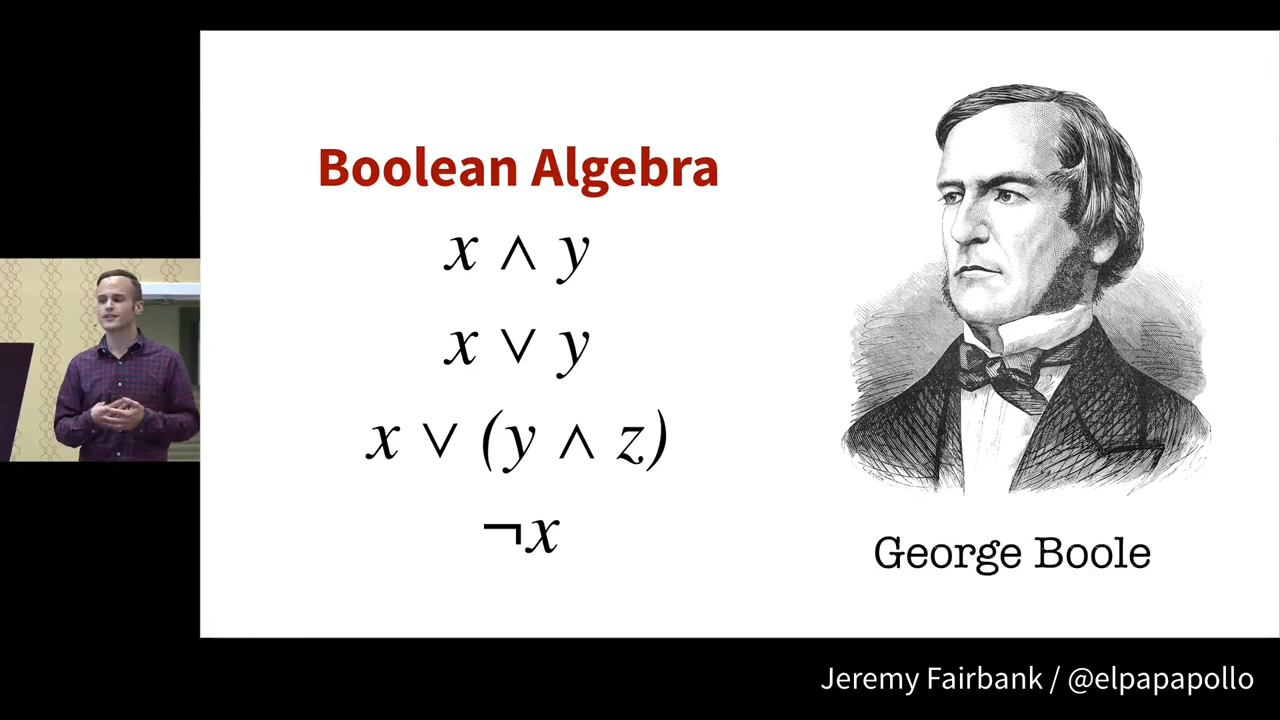 Boolean Algebra
x ∧ y
x ∨ y
x ∨ (y ∧ z)
¬x
George Boole
Jeremy Fairbank / @elpapapollo